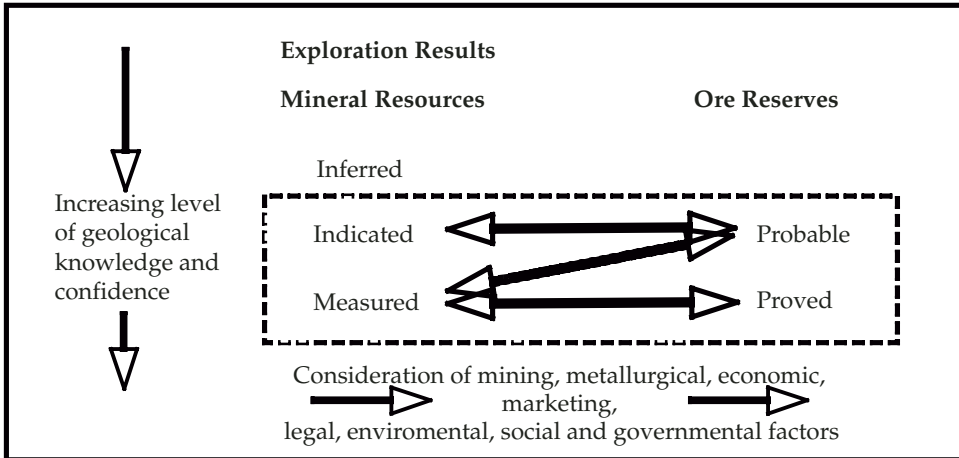 Exploration Results
Mineral Resources
Ore Reserves
Inferred
Increasing level
of geological
knowledge and
confidence
Indicated
Probable
Measured
Proved
Consideration of mining, metallurgical, economic,
marketing,
legal, enviromental, social and governmental factors